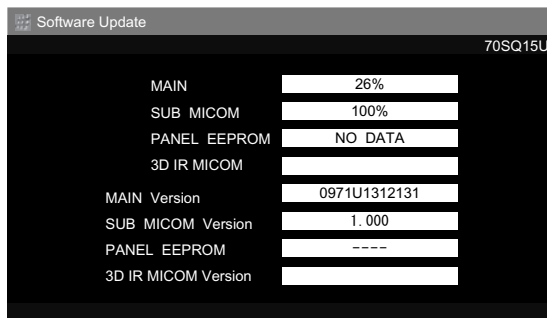 Software Update
70SQ15U
MAIN 26%
SUB MICOM 100%
PANEL EEPROM NO DATA
3D IR MICOM
MAIN Version 0971U1312131
SUB MICOM Version 1.000
PANEL EEPROM ----
3D IR MICOM Version